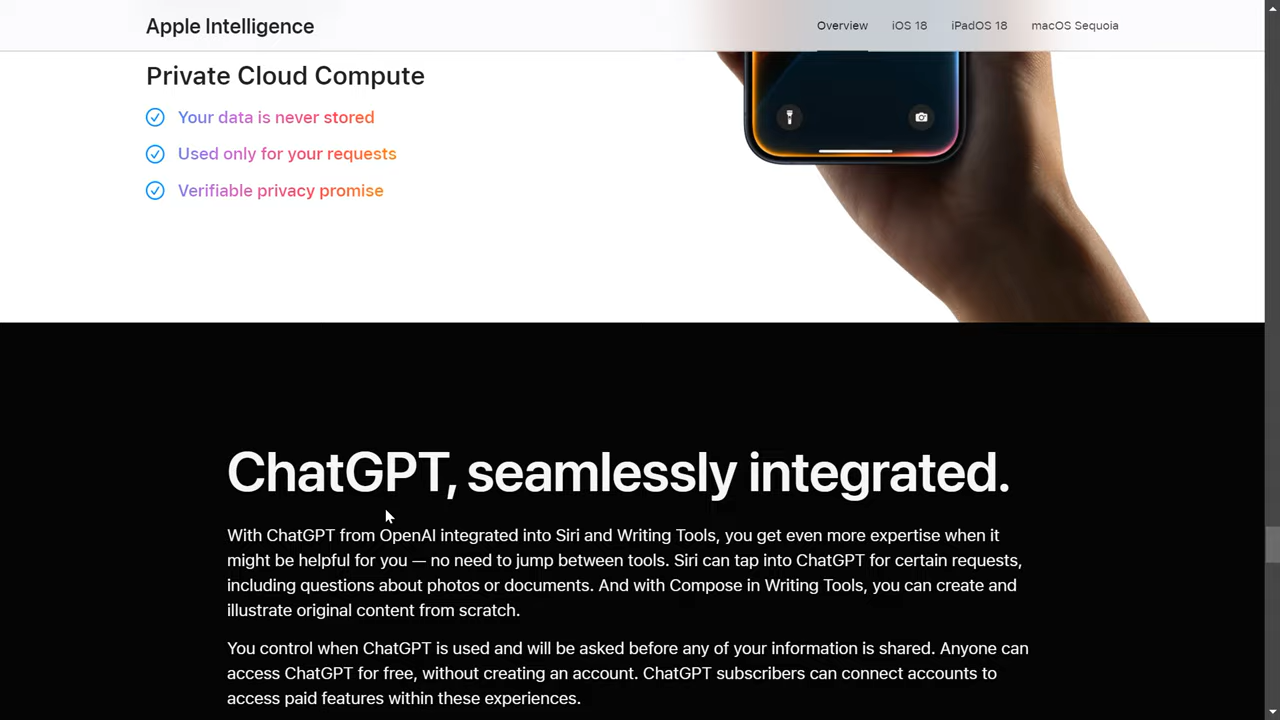 Apple Intelligence
Overview
iOS 18
iPadOS 18
macOS Sequoia
Private Cloud Compute
Your data is never stored
Used only for your requests
Verifiable privacy promise
ChatGPT, seamlessly integrated.
With ChatGPT from OpenAI integrated into Siri and Writing Tools, you get even more expertise when it
might be helpful for you — no need to jump between tools. Siri can tap into ChatGPT for certain requests,
including questions about photos or documents. And with Compose in Writing Tools, you can create and
illustrate original content from scratch.
You control when ChatGPT is used and will be asked before any of your information is shared. Anyone can
access ChatGPT for free, without creating an account. ChatGPT subscribers can connect accounts to
access paid features within these experiences.